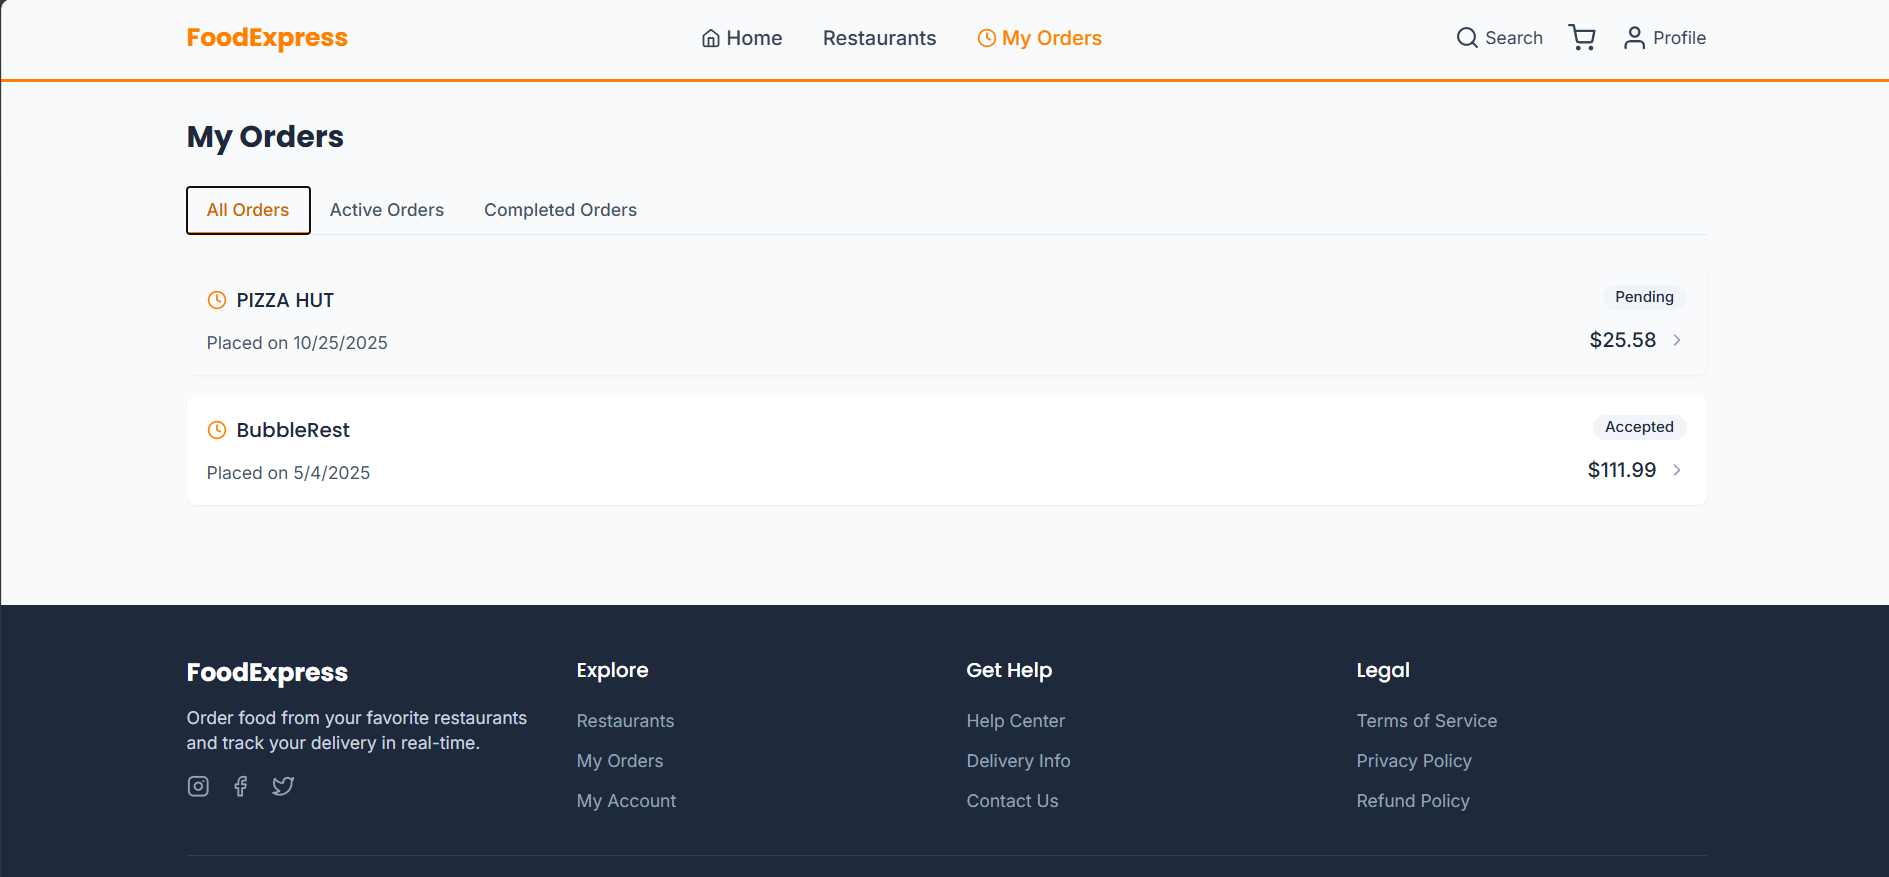 FoodExpress
Home
Restaurants
My Orders
Search
Profile
My Orders
All Orders
Active Orders
Completed Orders
PIZZA HUT
Pending
Placed on 10/25/2025
$25.58
BubbleRest
Accepted
Placed on 5/4/2025
$111.99
FoodExpress
Order food from your favorite restaurants
and track your delivery in real-time.
Explore
Restaurants
My Orders
My Account
Get Help
Help Center
Delivery Info
Contact Us
Legal
Terms of Service
Privacy Policy
Refund Policy